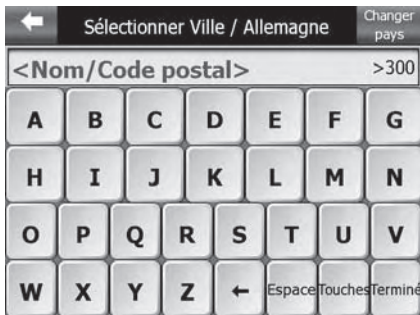 Sélectionner Ville / Allemagne
Changer
pays
<Nom/Code postal> >300
A B C D E F G
H I J K L M N
O P Q R S T U V
W X Y Z ← Espace Touches Terminé